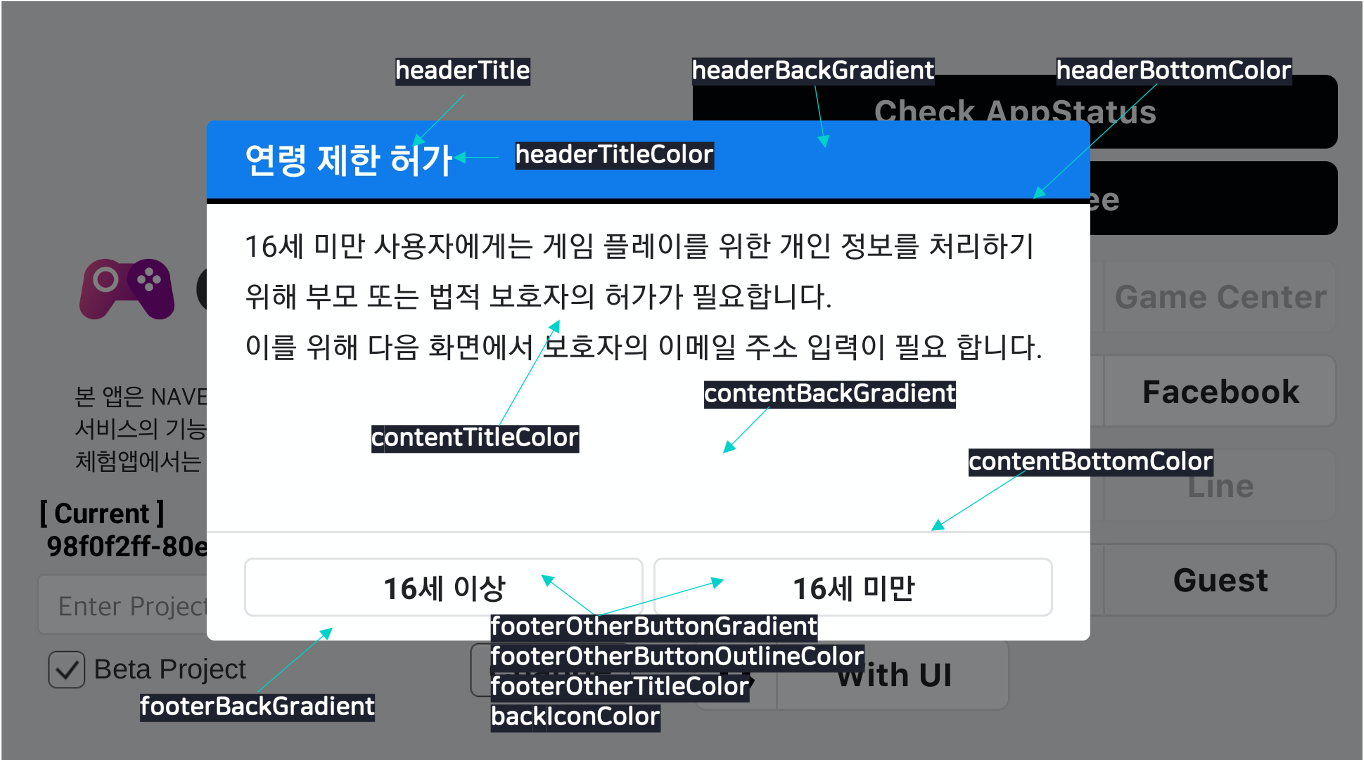 headerTitle
headerBackGradient
headerBottomColor
Check AppStatus
연령 제한 허가
headerTitleColor
ee
16세 미만 사용자에게는 게임 플레이를 위한 개인 정보를 처리하기
위해 부모 또는 법적 보호자의 허가가 필요합니다.
이를 위해 다음 화면에서 보호자의 이메일 주소 입력이 필요 합니다.
Game Center
본 앱은 NAVE
서비스의 기능
체험앱에서는
Facebook
contentBackGradient
contentTitleColor
contentBottomColor
Line
[ Current ]
98f0f2ff-80e
16세 이상
16세 미만
Guest
Enter Project
footerOtherButtonGradient
footerOtherButtonOutlineColor
footerOtherTitleColor
backIconColor
Beta Project
With UI
footerBackGradient